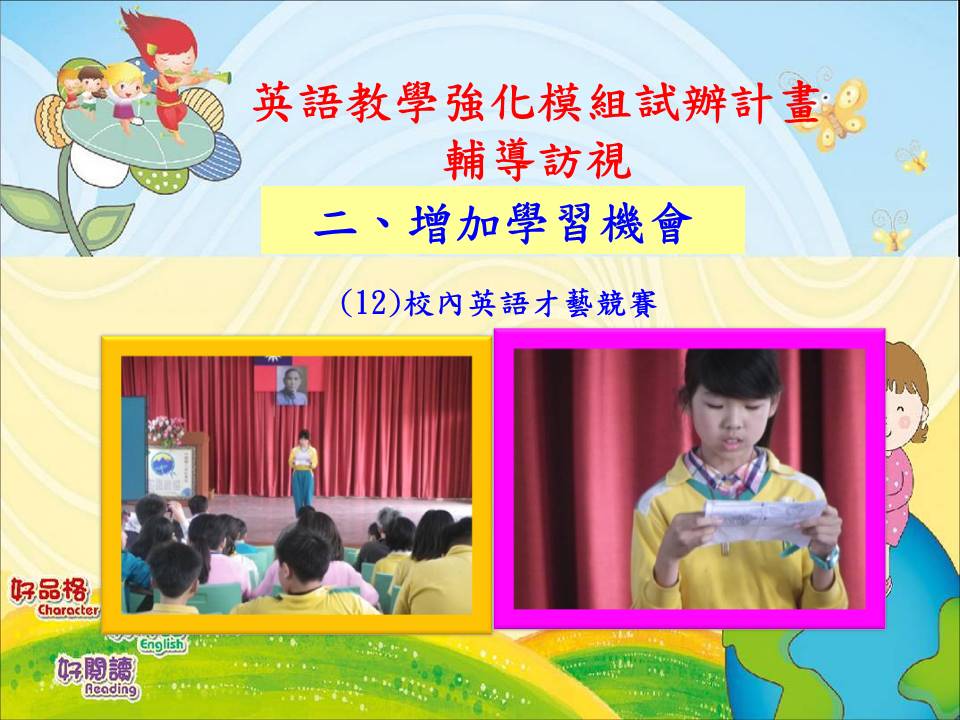 英語教學強化模組試辦計畫
輔導訪視
二、增加學習機會
(12)校內英語才藝競賽
好品格
Character
English
好閱讀
Reading